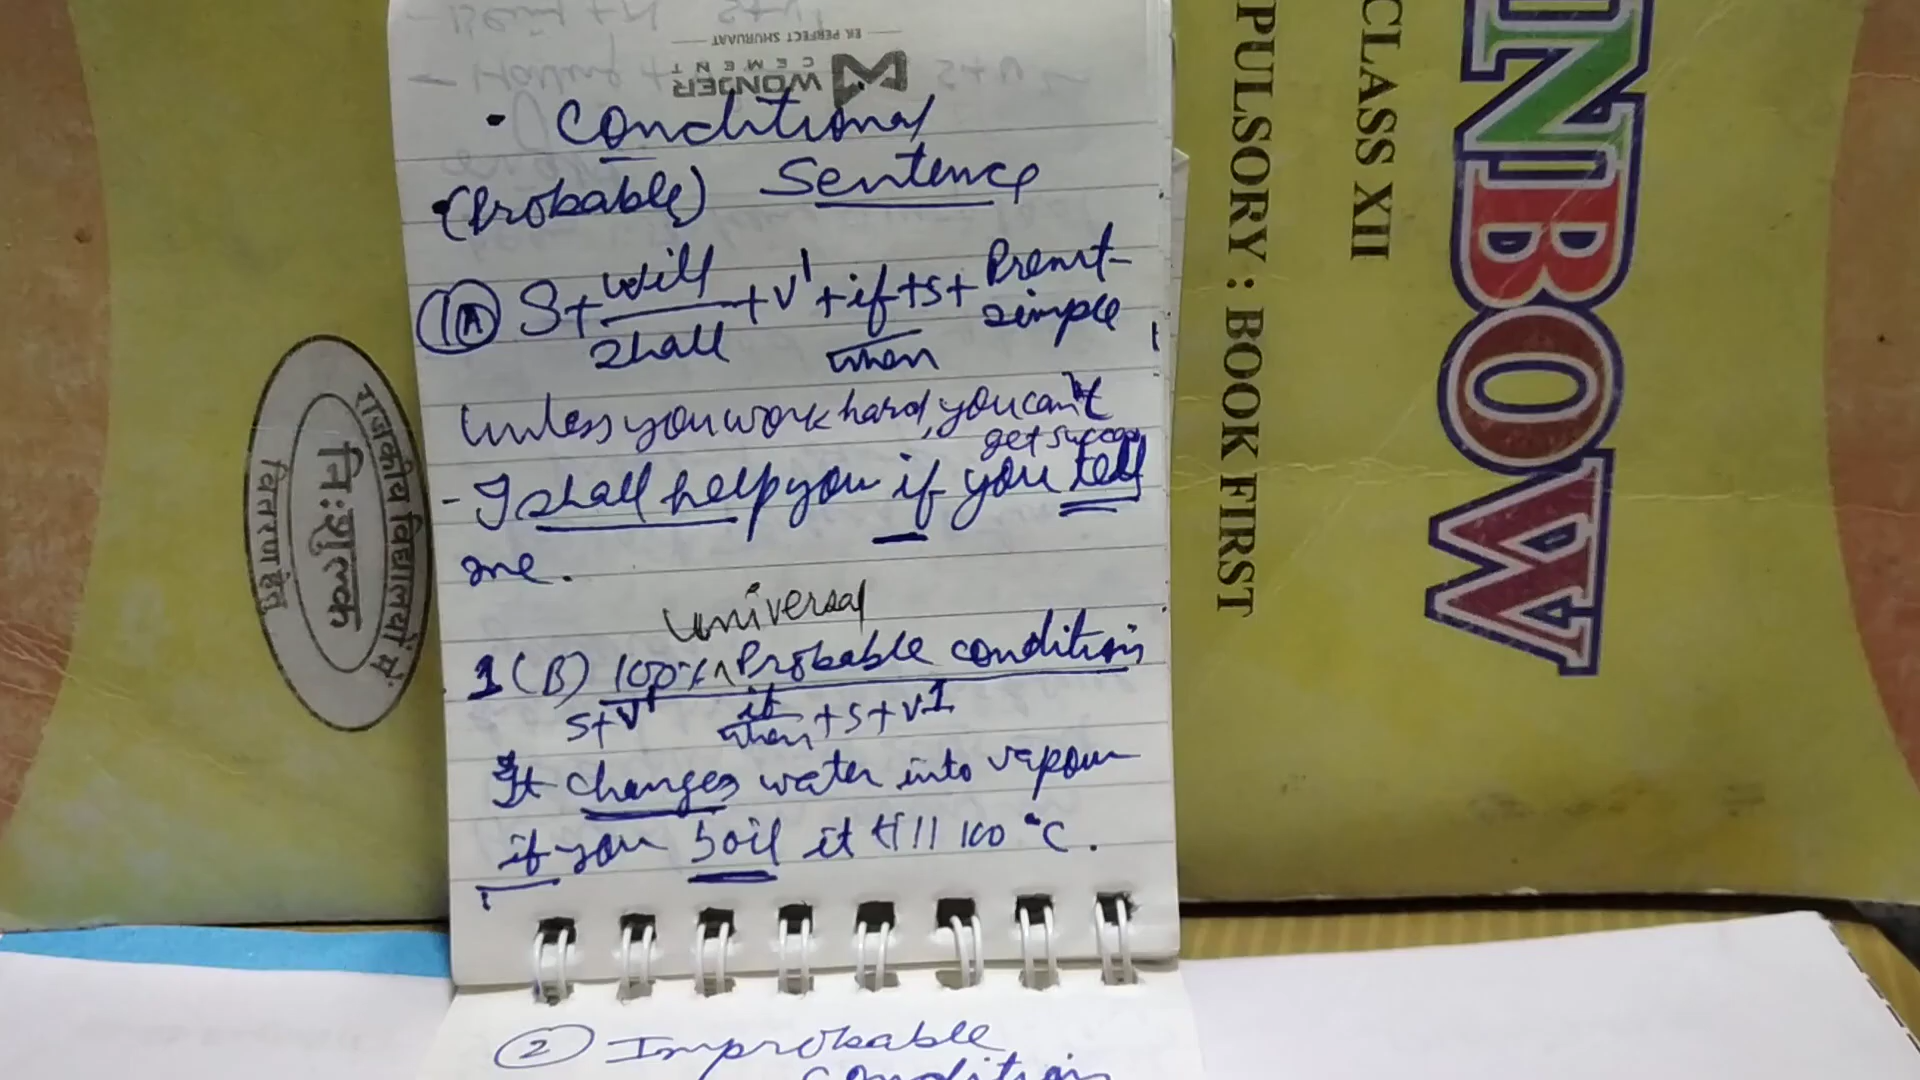 EK PERFECT SHURUAAT
WONDER
CEMENT
• Conditional
• (Probable) Sentence
1(A) S + will/shall + V¹ + if/when + S + Present simple
Unless you work hard, you can't
get success
- I shall help you if you tell
me.
universal
1 (B) 100% ^ Probable condition
S+V¹ if/when + S + V1
It changes water into vapour
if you boil it till 100 °C.
(2) Improbable
condition
राजकीय विद्यालयों में
नि:शुल्क
वितरण हेतु
NBOW
CLASS XII
PULSORY : BOOK FIRST